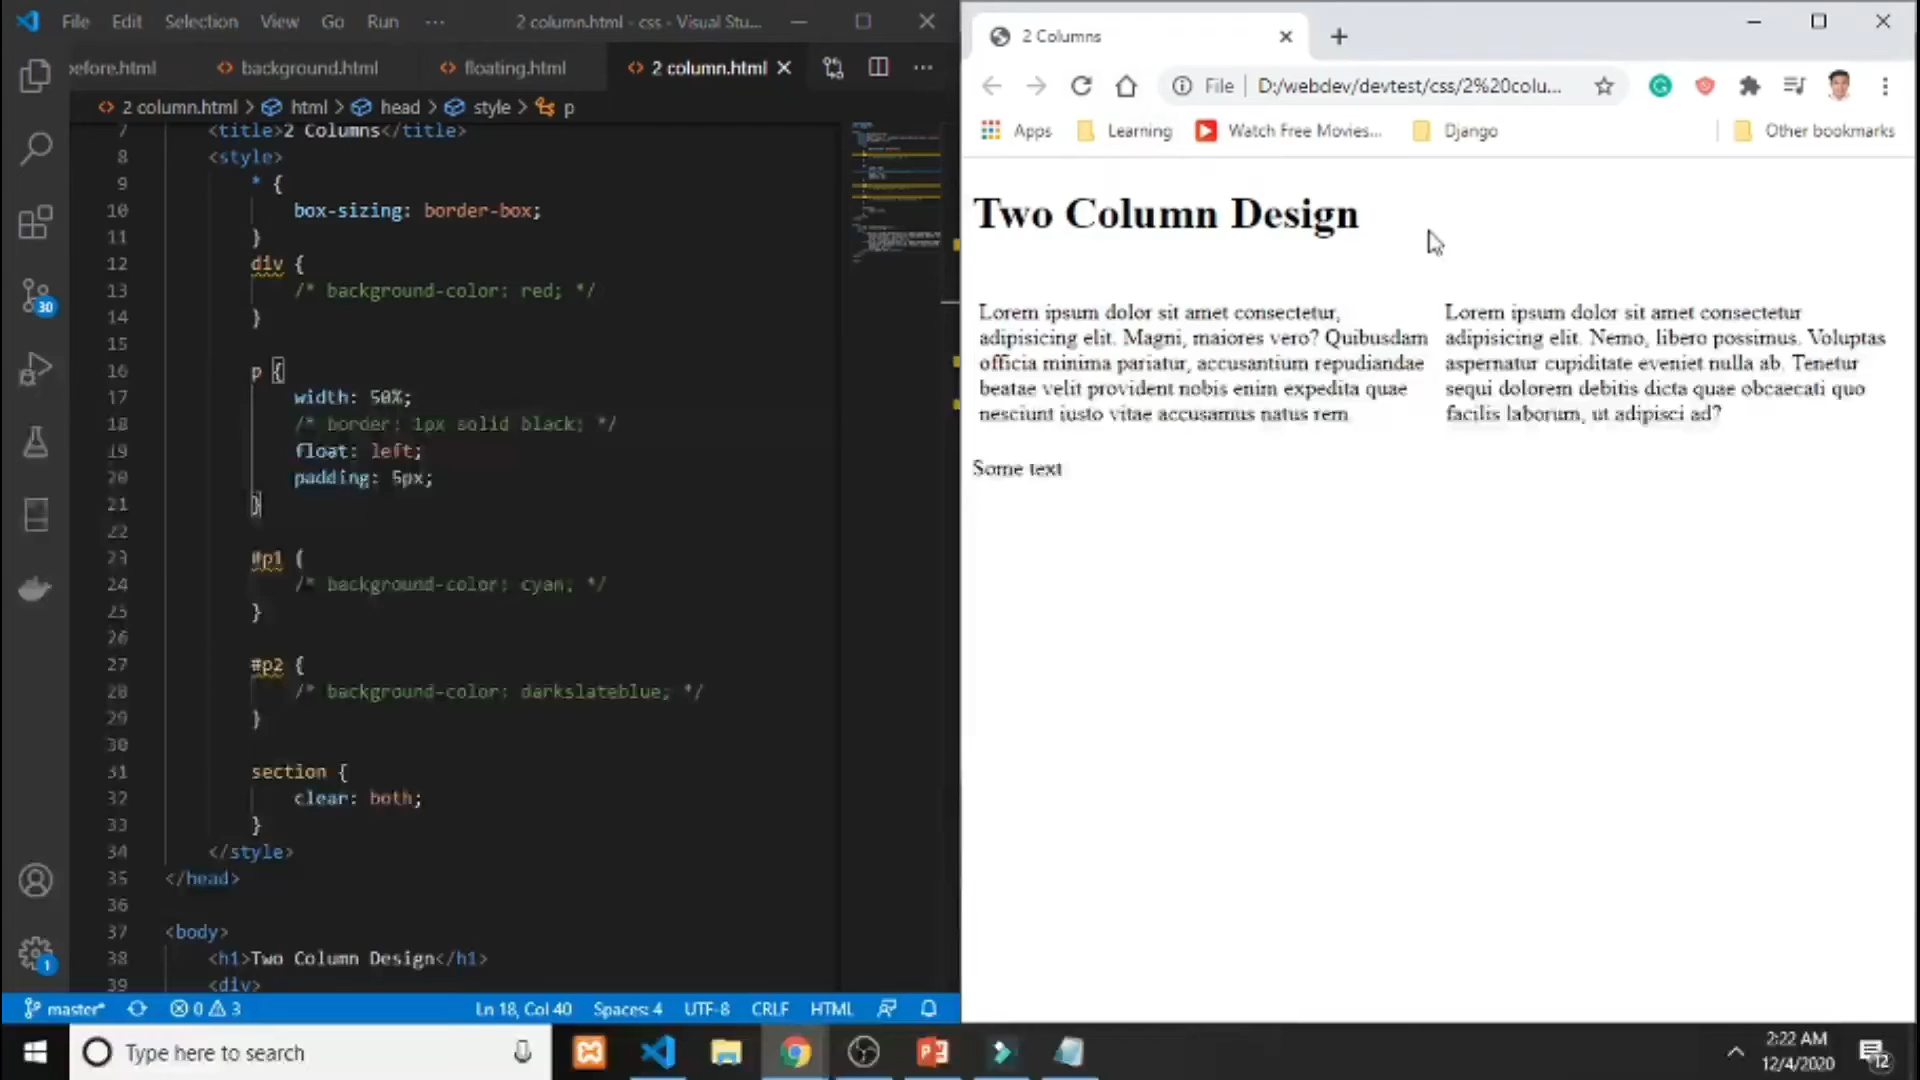 File Edit Selection View Go Run ··· 2 column.html - css - Visual Stu...
efore.html background.html floating.html 2 column.html
2 column.html > html > head > style > p
7 <title>2 Columns</title>
8 <style>
9 * {
10 box-sizing: border-box;
11 }
12 div {
13 /* background-color: red; */
14 }
15
16 p {
17 width: 50%;
18 /* border: 1px solid black; */
19 float: left;
20 padding: 5px;
21 }
22
23 #p1 {
24 /* background-color: cyan; */
25 }
26
27 #p2 {
28 /* background-color: darkslateblue; */
29 }
30
31 section {
32 clear: both;
33 }
34 </style>
35 </head>
36
37 <body>
38 <h1>Two Column Design</h1>
39 <div>
30
1
master* 0 3 Ln 18, Col 40 Spaces: 4 UTF-8 CRLF HTML
2 Columns
File | D:/webdev/devtest/css/2%20colu...
Apps Learning Watch Free Movies... Django Other bookmarks
Two Column Design
Lorem ipsum dolor sit amet consectetur,
adipisicing elit. Magni, maiores vero? Quibusdam
officia minima pariatur, accusantium repudiandae
beatae velit provident nobis enim expedita quae
nesciunt iusto vitae accusamus natus rem
Lorem ipsum dolor sit amet consectetur
adipisicing elit. Nemo, libero possimus. Voluptas
aspernatur cupiditate eveniet nulla ab. Tenetur
sequi dolorem debitis dicta quae obcaecati quo
facilis laborum, ut adipisci ad?
Some text
Type here to search
2:22 AM
12/4/2020
12